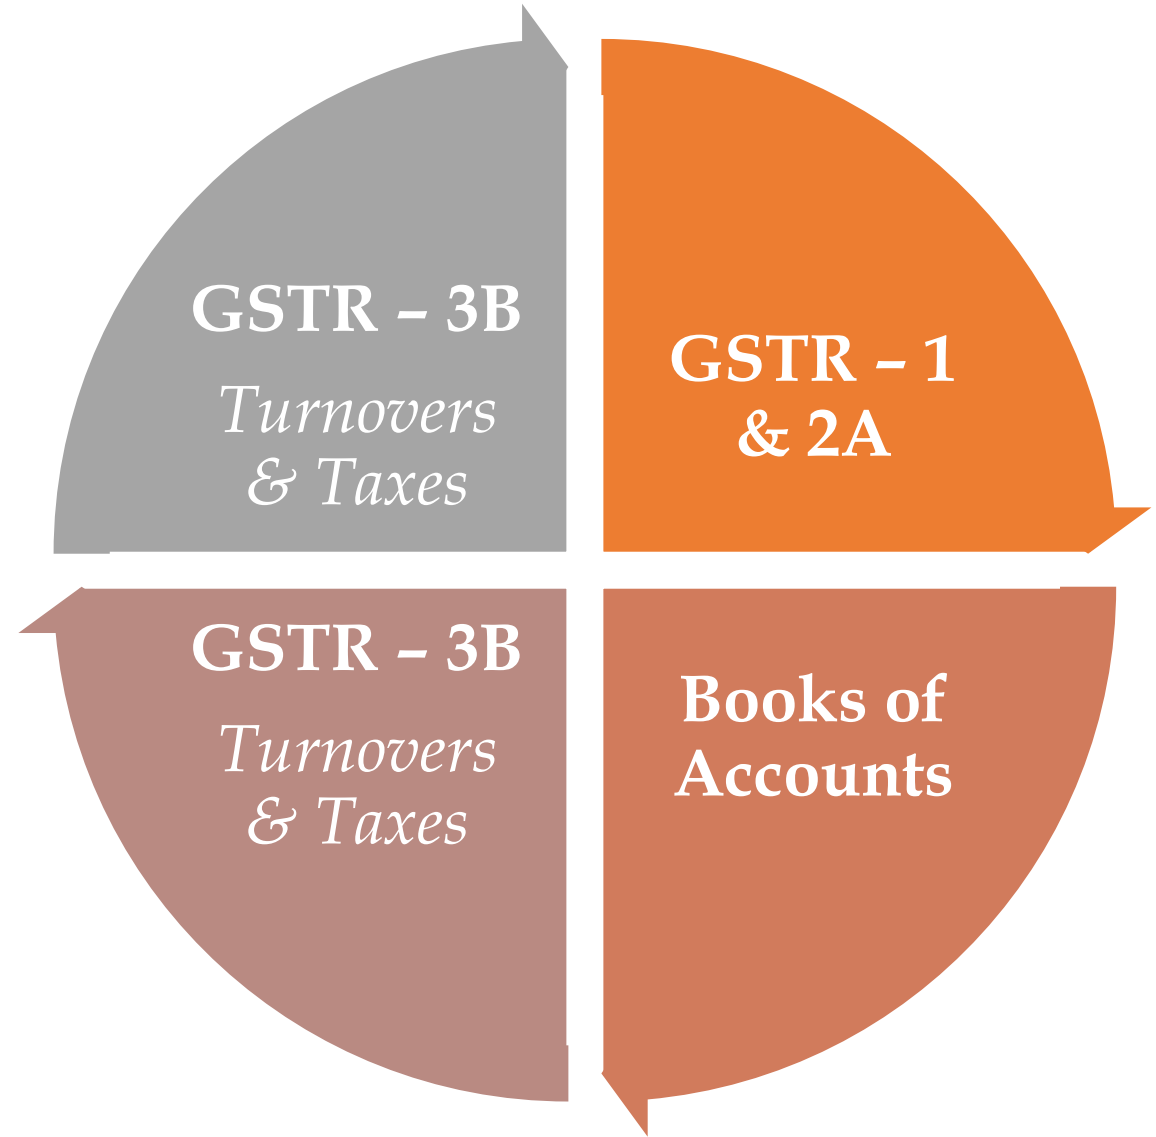 GSTR – 3B
Turnovers
& Taxes
GSTR – 1
& 2A
GSTR – 3B
Turnovers
& Taxes
Books of
Accounts